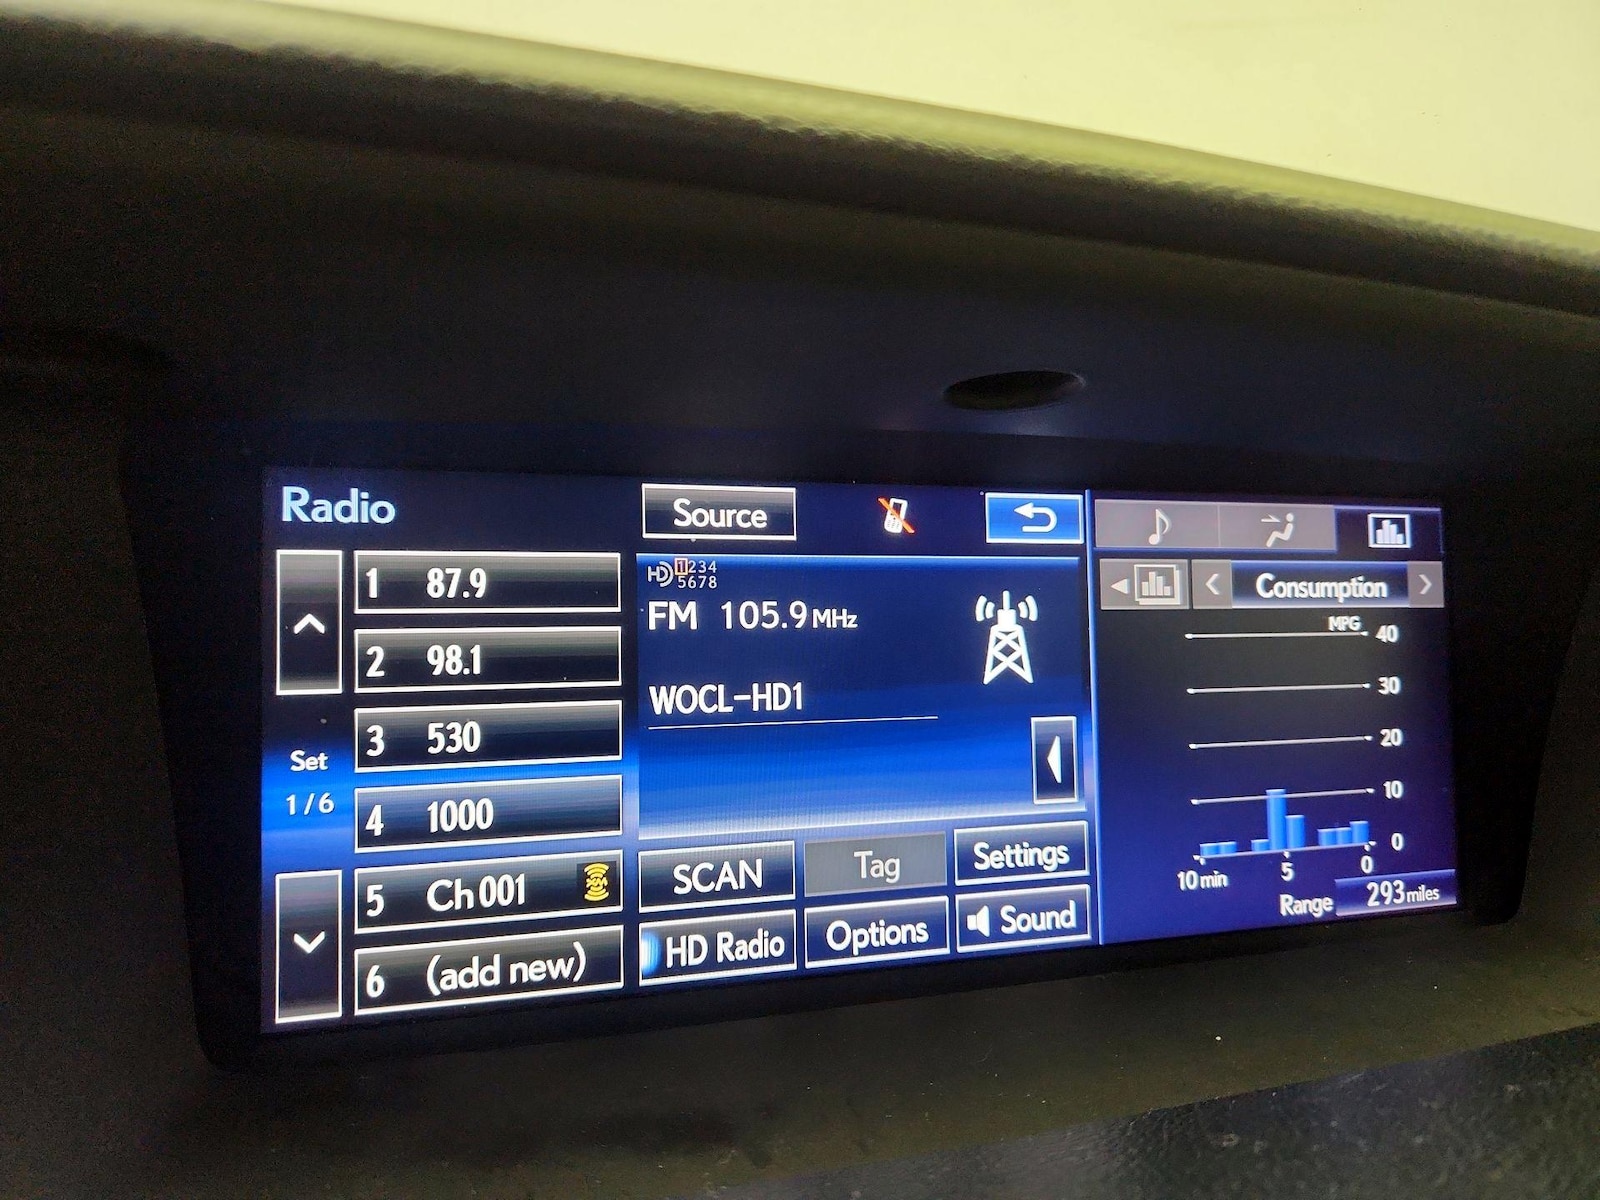 Radio
Source
1 87.9
2 98.1
3 530
4 1000
5 Ch 001
6 (add new)
Set
1/6
HD 1234
5678
FM 105.9 MHz
WOCL-HD1
SCAN
Tag
Settings
HD Radio
Options
Sound
Consumption
MPG 40
30
20
10
0
10 min 5 0
Range 293 miles